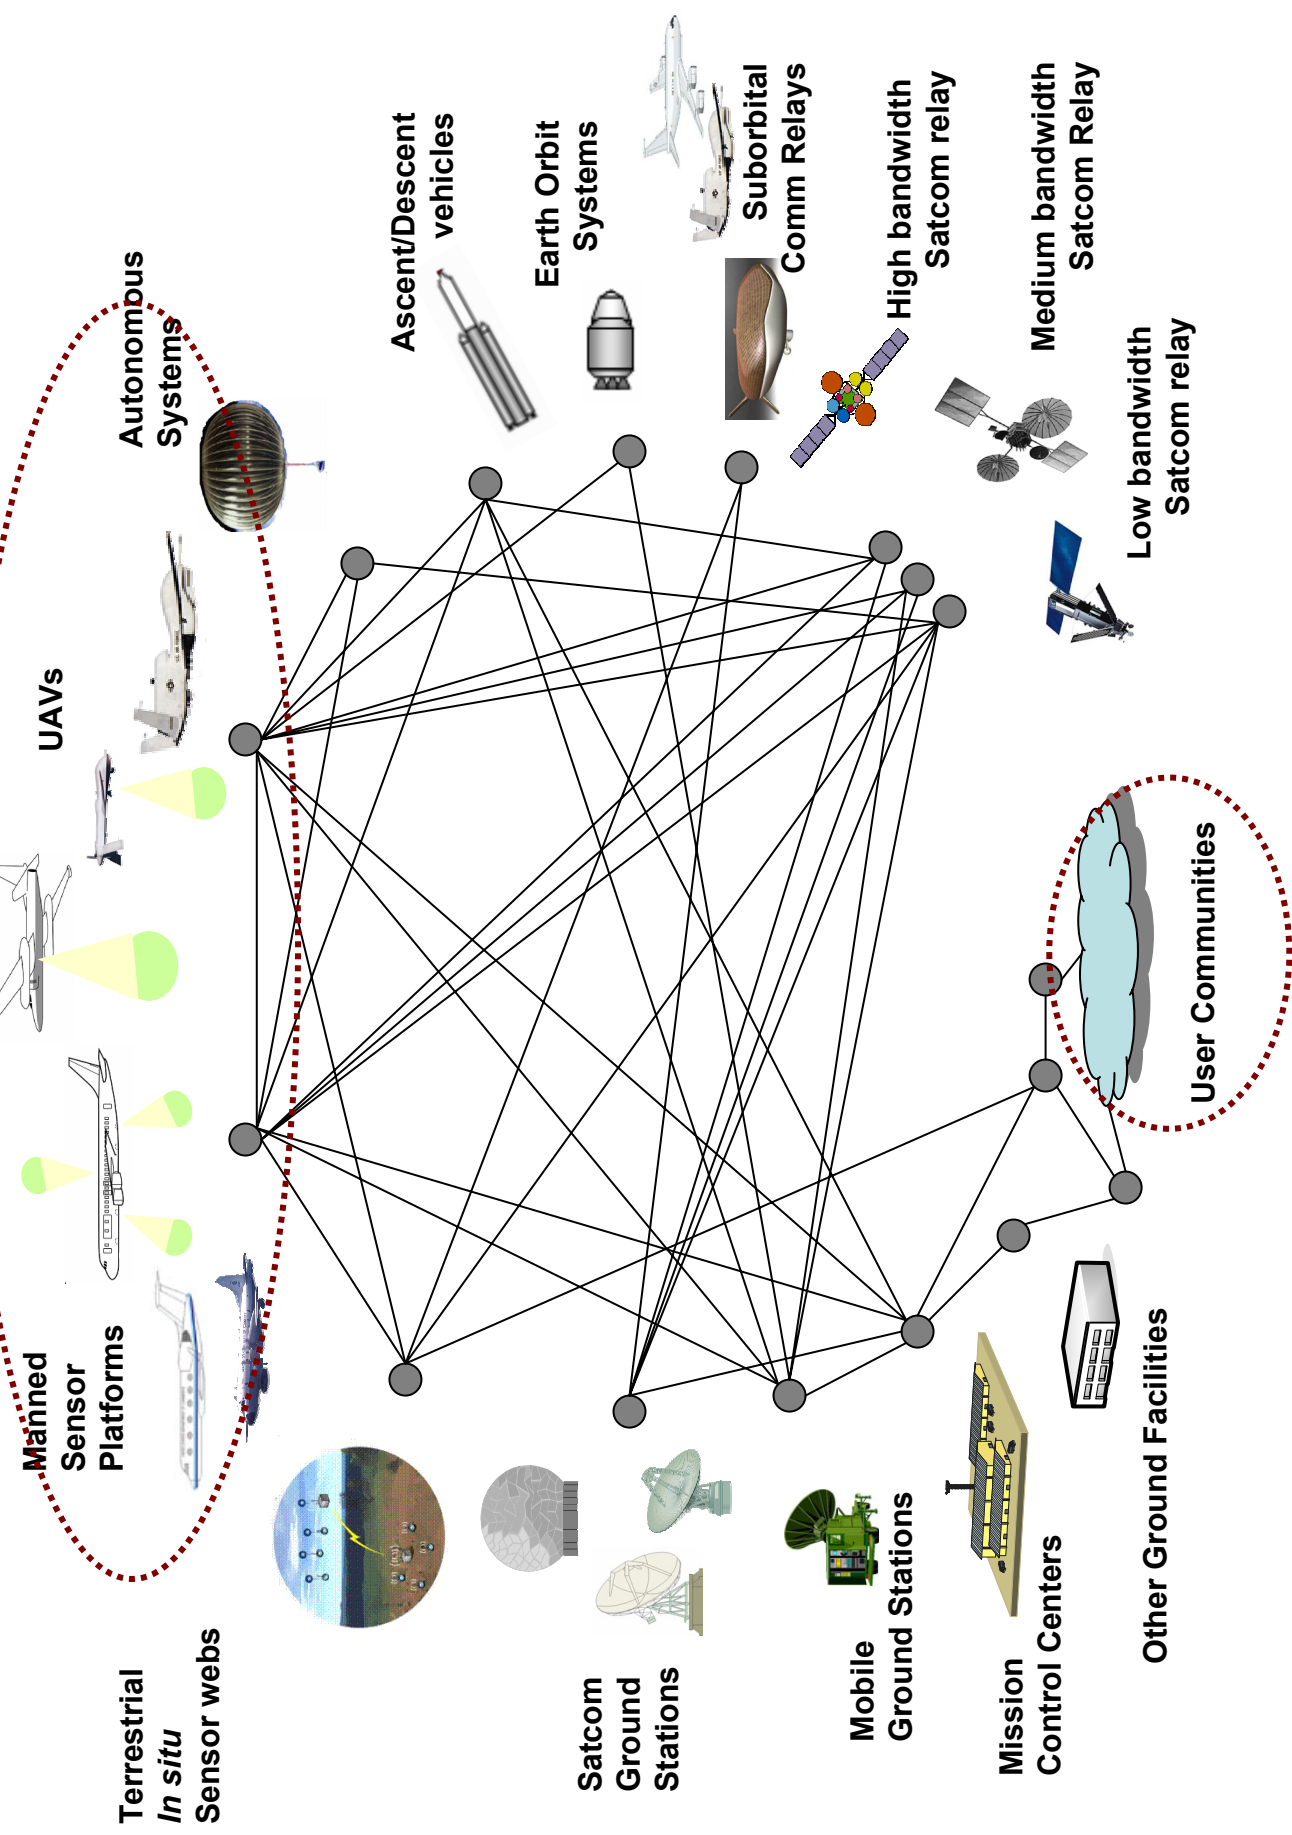 Terrestrial
In situ
Sensor webs
Manned
Sensor
Platforms
UAVs
Autonomous
Systems
Ascent/Descent
vehicles
Earth Orbit
Systems
Suborbital
Comm Relays
High bandwidth
Satcom relay
Medium bandwidth
Satcom Relay
Low bandwidth
Satcom relay
User Communities
Other Ground Facilities
Mission
Control Centers
Mobile
Ground Stations
Satcom
Ground
Stations